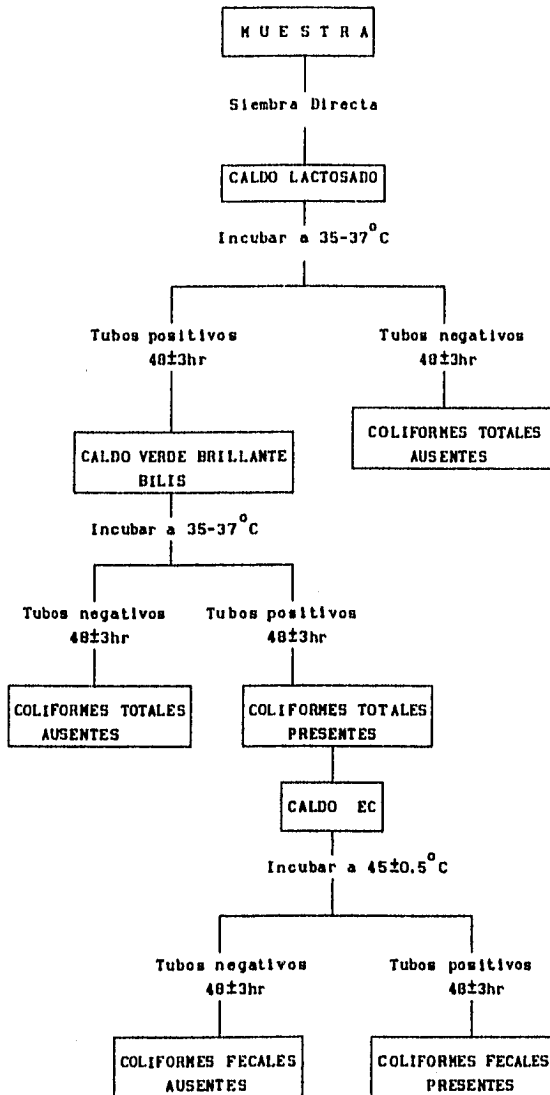 M U E S T R A
Siembra Directa
CALDO LACTOSADO
Incubar a 35-37°C
Tubos positivos
48±3hr
Tubos negativos
48±3hr
CALDO VERDE BRILLANTE
BILIS
COLIFORMES TOTALES
AUSENTES
Incubar a 35-37°C
Tubos negativos
48±3hr
Tubos positivos
48±3hr
COLIFORMES TOTALES
AUSENTES
COLIFORMES TOTALES
PRESENTES
CALDO EC
Incubar a 45±0.5°C
Tubos negativos
48±3hr
Tubos positivos
48±3hr
COLIFORMES FECALES
AUSENTES
COLIFORMES FECALES
PRESENTES